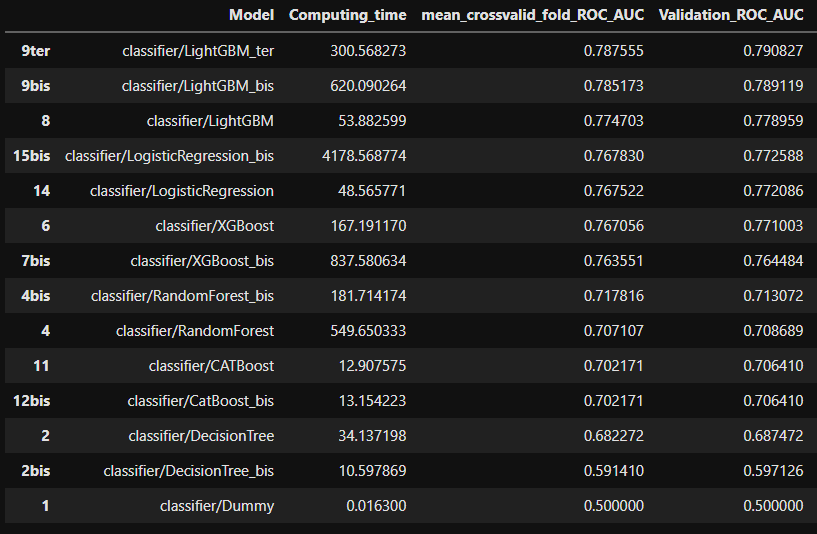 Model Computing_time mean_crossvalid_fold_ROC_AUC Validation_ROC_AUC
9ter classifier/LightGBM_ter 300.568273 0.787555 0.790827
9bis classifier/LightGBM_bis 620.090264 0.785173 0.789119
8 classifier/LightGBM 53.882599 0.774703 0.778959
15bis classifier/LogisticRegression_bis 4178.568774 0.767830 0.772588
14 classifier/LogisticRegression 48.565771 0.767522 0.772086
6 classifier/XGBoost 167.191170 0.767056 0.771003
7bis classifier/XGBoost_bis 837.580634 0.763551 0.764484
4bis classifier/RandomForest_bis 181.714174 0.717816 0.713072
4 classifier/RandomForest 549.650333 0.707107 0.708689
11 classifier/CATBoost 12.907575 0.702171 0.706410
12bis classifier/CatBoost_bis 13.154223 0.702171 0.706410
2 classifier/DecisionTree 34.137198 0.682272 0.687472
2bis classifier/DecisionTree_bis 10.597869 0.591410 0.597126
1 classifier/Dummy 0.016300 0.500000 0.500000